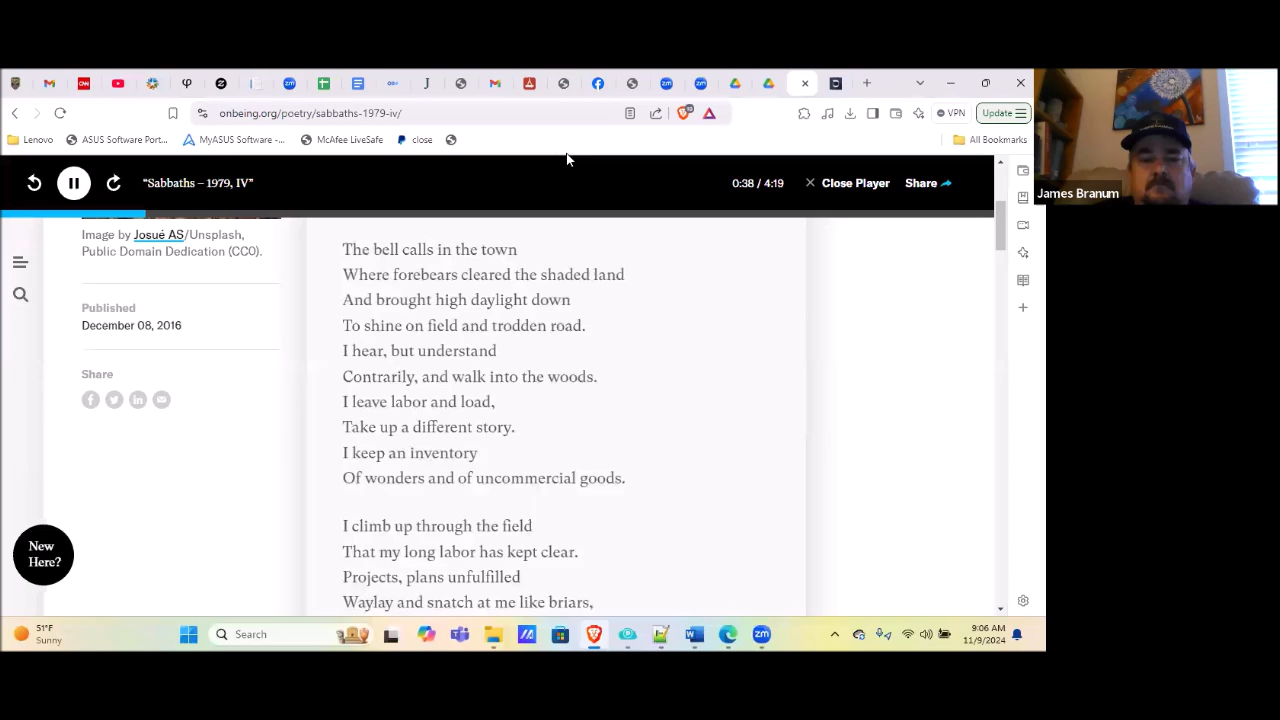 onbeing.org/poetry/sabbaths-1979-iv/
VPN
Update
Lenovo
ASUS Software Port...
MyASUS Software -...
McAfee LiveSafe
close
All Bookmarks
"Sabbaths – 1979, IV"
0:38 / 4:19
Close Player
Share
James Branum
Image by Josué AS/Unsplash,
Public Domain Dedication (CC0).
Published
December 08, 2016
Share
The bell calls in the town
Where forebears cleared the shaded land
And brought high daylight down
To shine on field and trodden road.
I hear, but understand
Contrarily, and walk into the woods.
I leave labor and load,
Take up a different story.
I keep an inventory
Of wonders and of uncommercial goods.
I climb up through the field
That my long labor has kept clear.
Projects, plans unfulfilled
Waylay and snatch at me like briars,
New
Here?
51°F
Sunny
Search
9:06 AM
11/9/2024